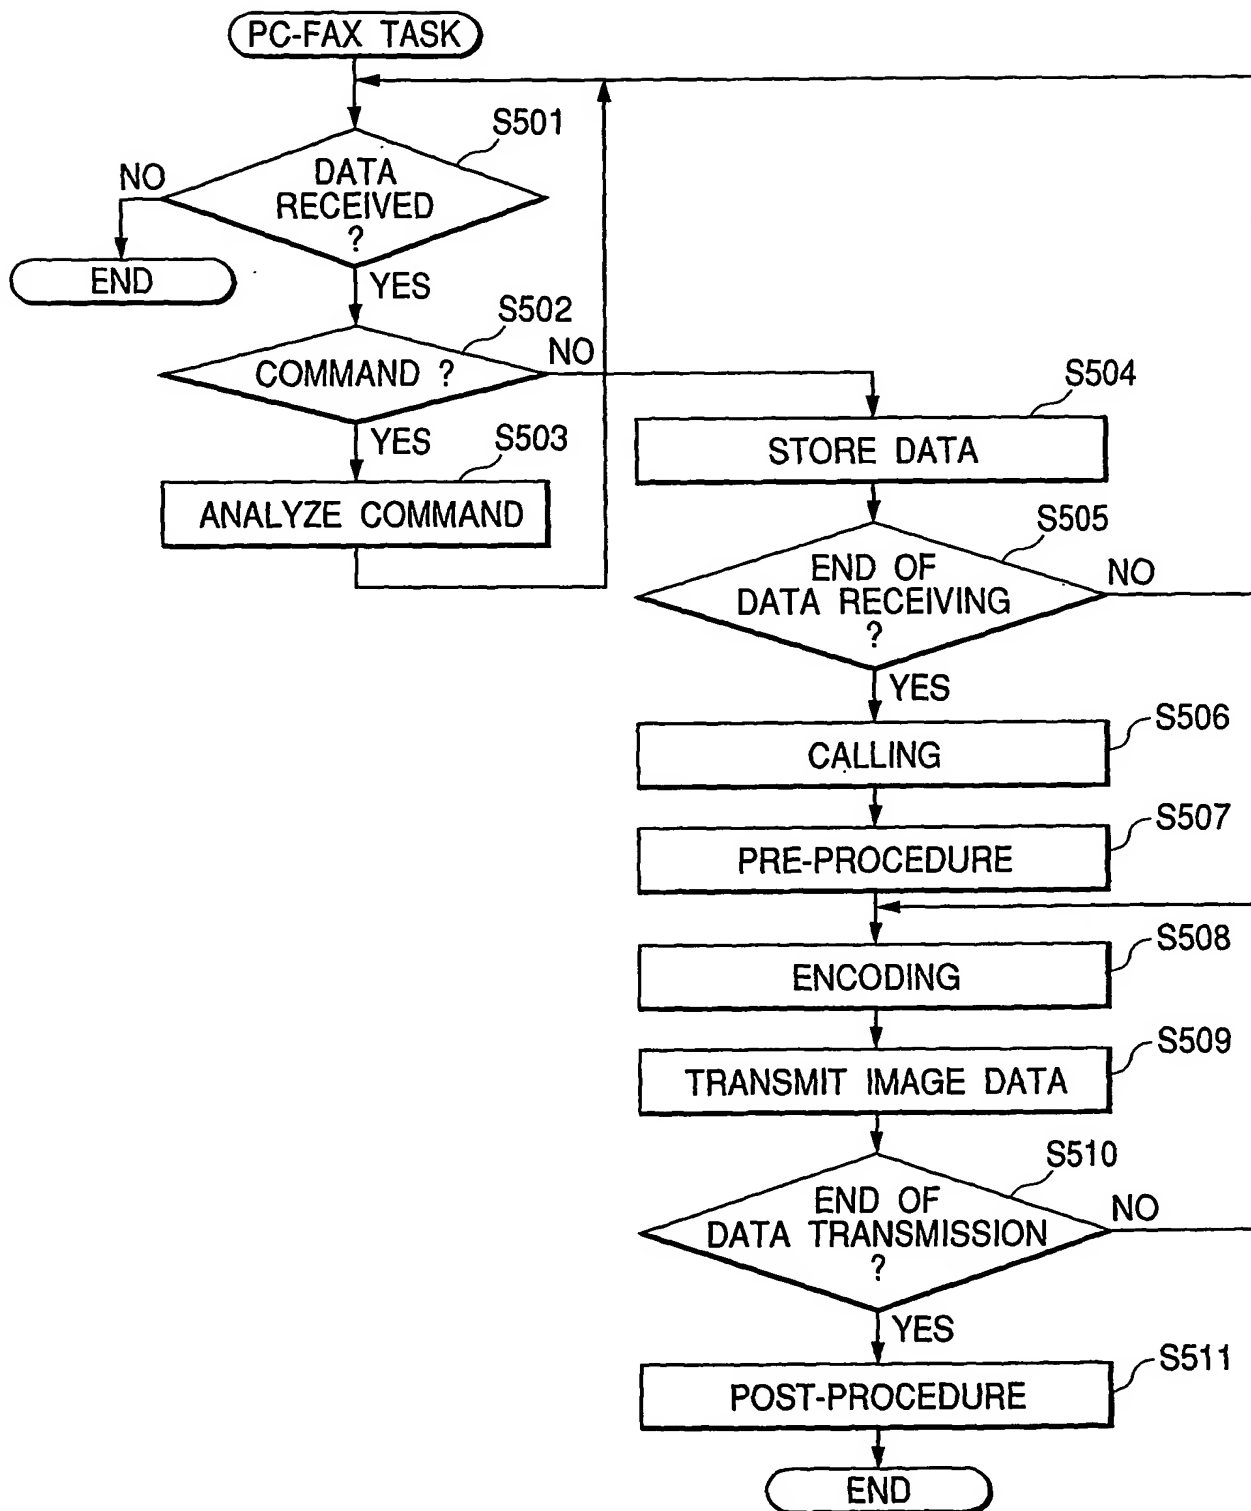 PC-FAX TASK
S501
DATA
RECEIVED
?
NO
END
YES
S502
COMMAND ?
NO
YES
S503
ANALYZE COMMAND
S504
STORE DATA
S505
END OF
DATA RECEIVING
?
NO
YES
S506
CALLING
S507
PRE-PROCEDURE
S508
ENCODING
S509
TRANSMIT IMAGE DATA
S510
END OF
DATA TRANSMISSION
?
NO
YES
S511
POST-PROCEDURE
END